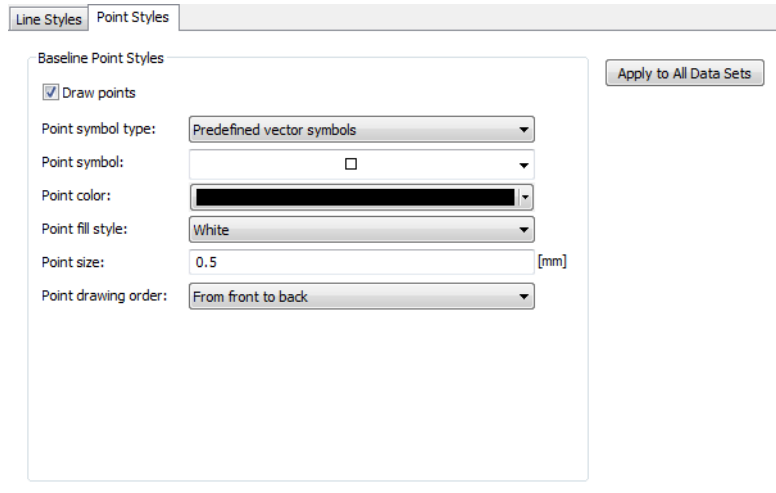 Line Styles Point Styles
Baseline Point Styles
Apply to All Data Sets
Draw points
Point symbol type: Predefined vector symbols
Point symbol:
Point color:
Point fill style: White
Point size: 0.5 [mm]
Point drawing order: From front to back